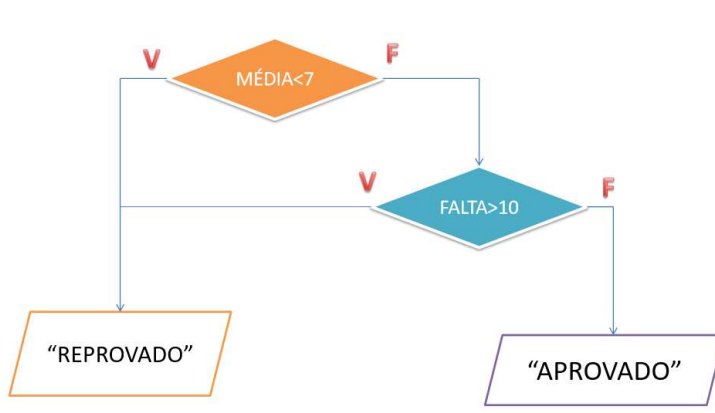 V
F
MÉDIA<7
V
F
FALTA>10
“REPROVADO”
“APROVADO”